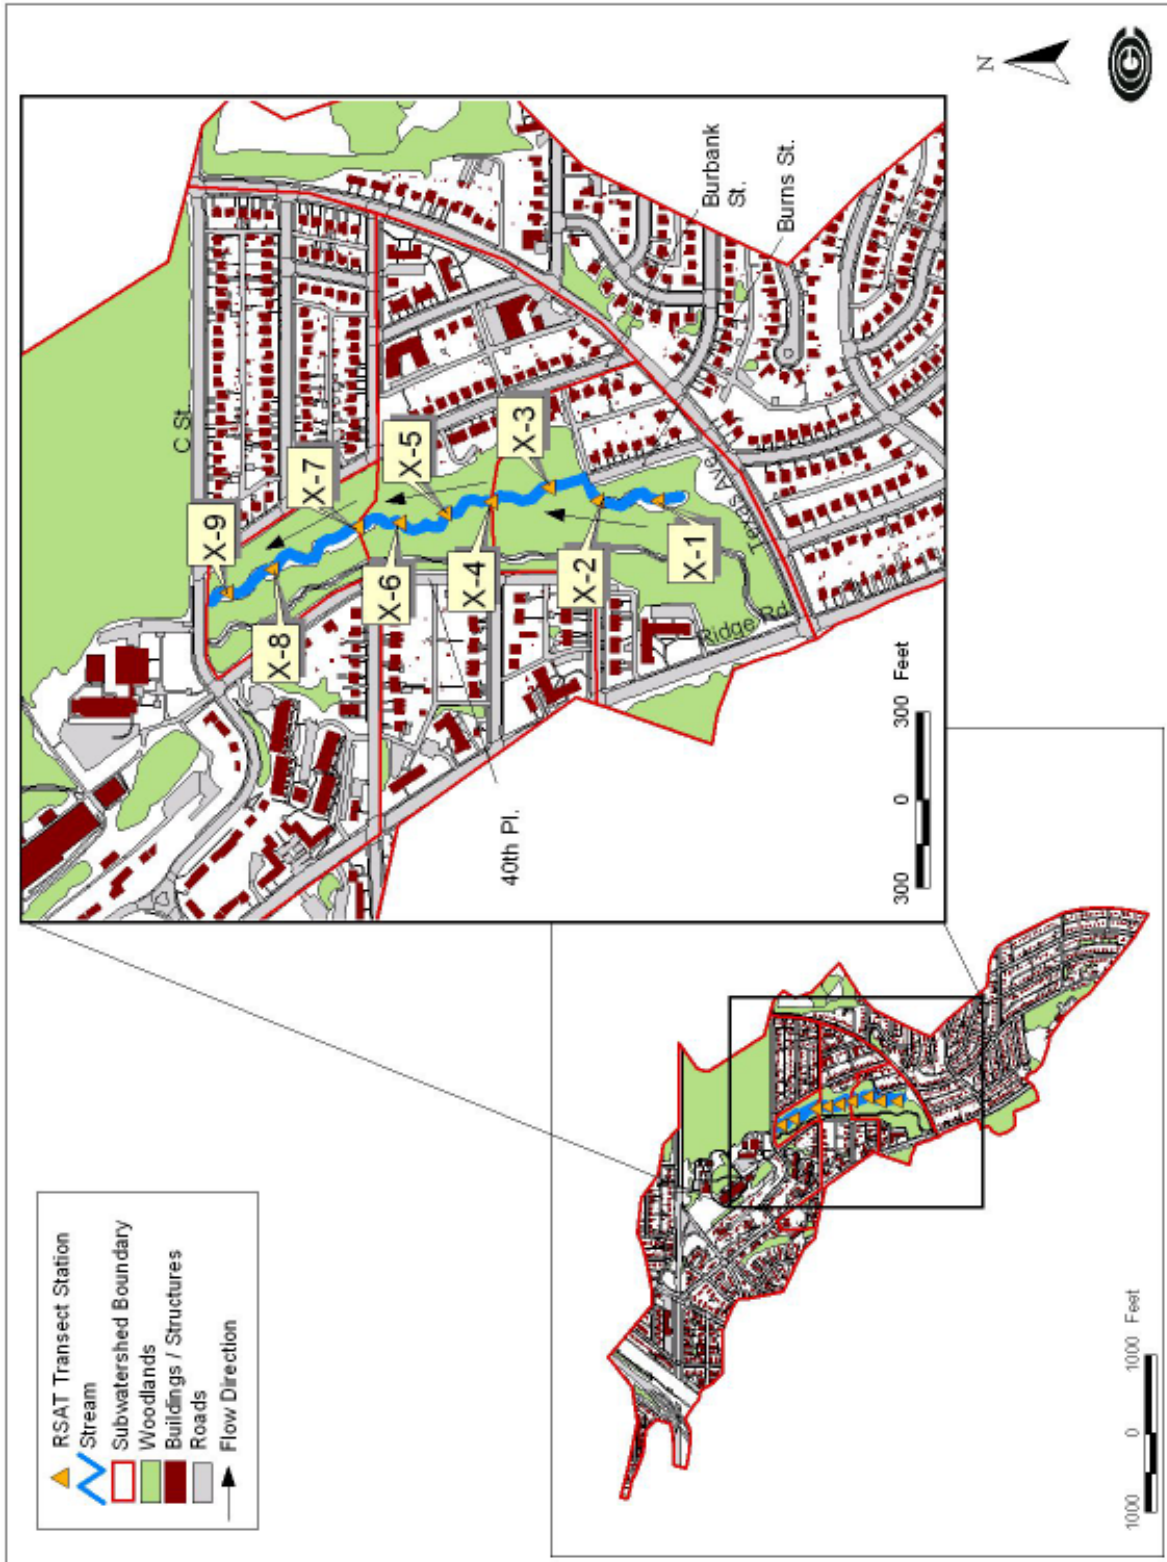 RSAT Transect Station
Stream
Subwatershed Boundary
Woodlands
Buildings / Structures
Roads
Flow Direction
N
C St.
X-9
X-8
X-7
X-6
X-5
X-4
X-3
X-2
X-1
Burbank
St.
Burns St.
Texas Ave.
Ridge Rd.
40th Pl.
300 0 300 Feet
1000 0 1000 Feet